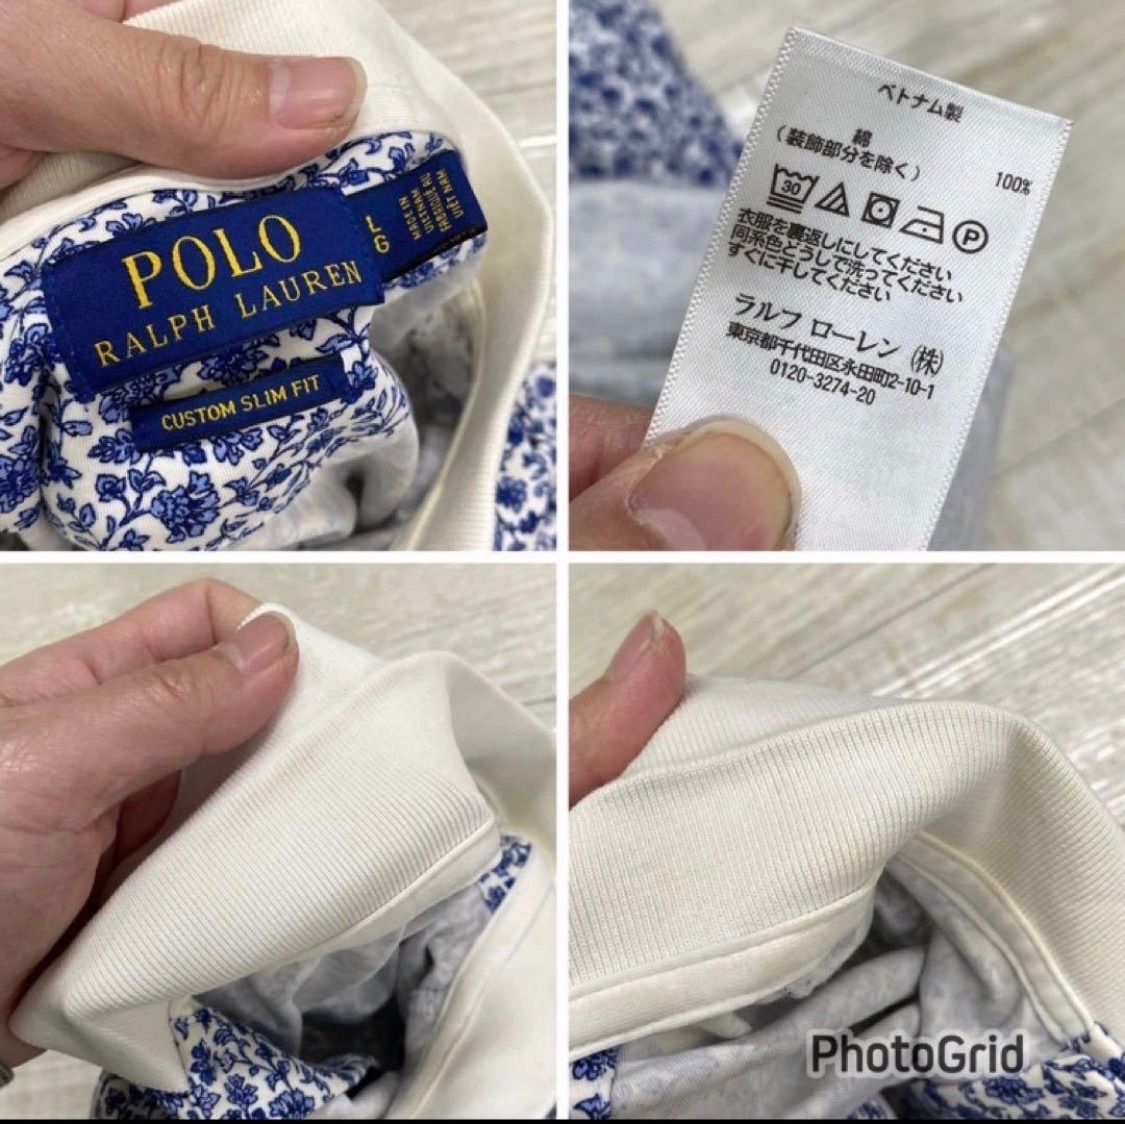 POLO
RALPH LAUREN
L
G
MADE IN
VIETNAM
FABRIQUÉ AU
VIÊT NAM
CUSTOM SLIM FIT
ベトナム製
綿 100%
(装飾部分を除く)
30 P
衣服を裏返しにしてください
同系色どうしで洗ってください
すぐに干してください
ラルフ ローレン (株)
東京都千代田区永田町2-10-1
0120-3274-20
PhotoGrid